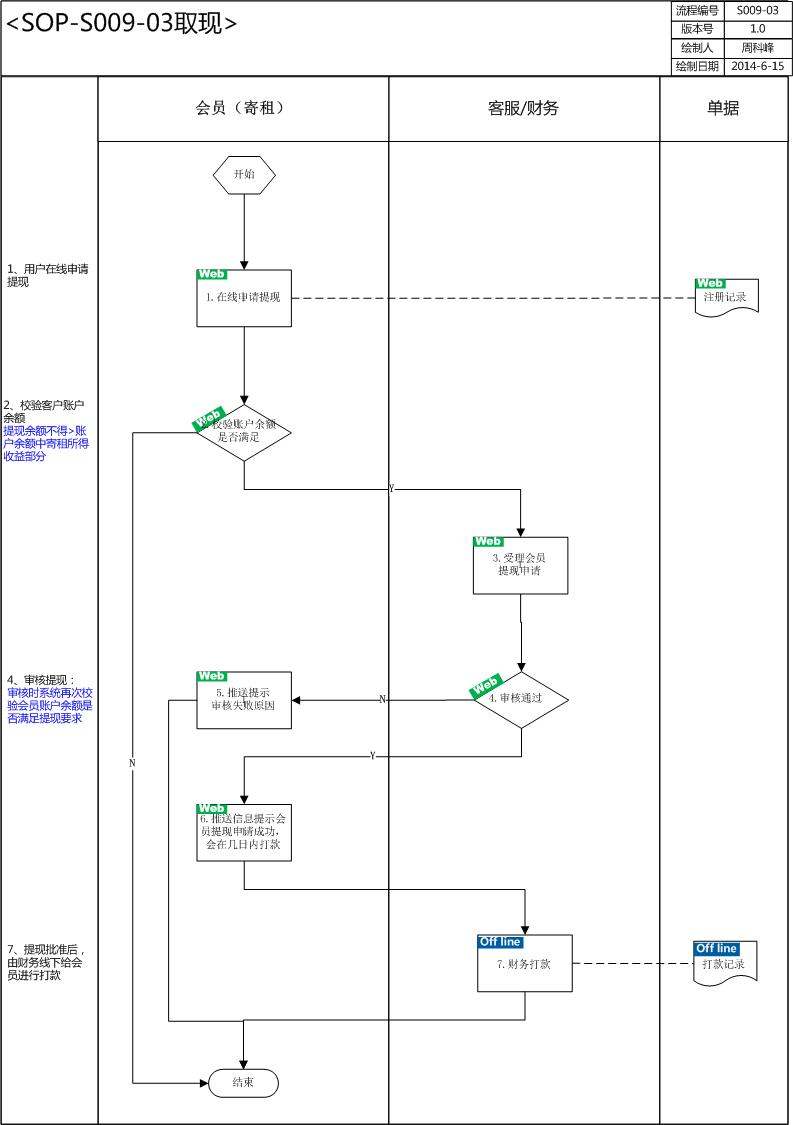 <SOP-S009-03取现>
流程编号 S009-03
版本号 1.0
绘制人 周科峰
绘制日期 2014-6-15
会员（寄租） 客服/财务 单据
开始
1、用户在线申请
提现
Web
1.在线申请提现
Web
注册记录
2、校验客户账户
余额
提现余额不得>账
户余额中寄租所得
收益部分
Web
校验账户余额
是否满足
Y
Web
3.受理会员
提现申请
4、审核提现：
审核时系统再次校
验会员账户余额是
否满足提现要求
Web
5.推送提示
审核失败原因
N
Web
4.审核通过
Y
N
Web
6.推送信息提示会
员提现申请成功，
会在几日内打款
7、提现批准后，
由财务线下给会
员进行打款
Off line
7.财务打款
Off line
打款记录
结束